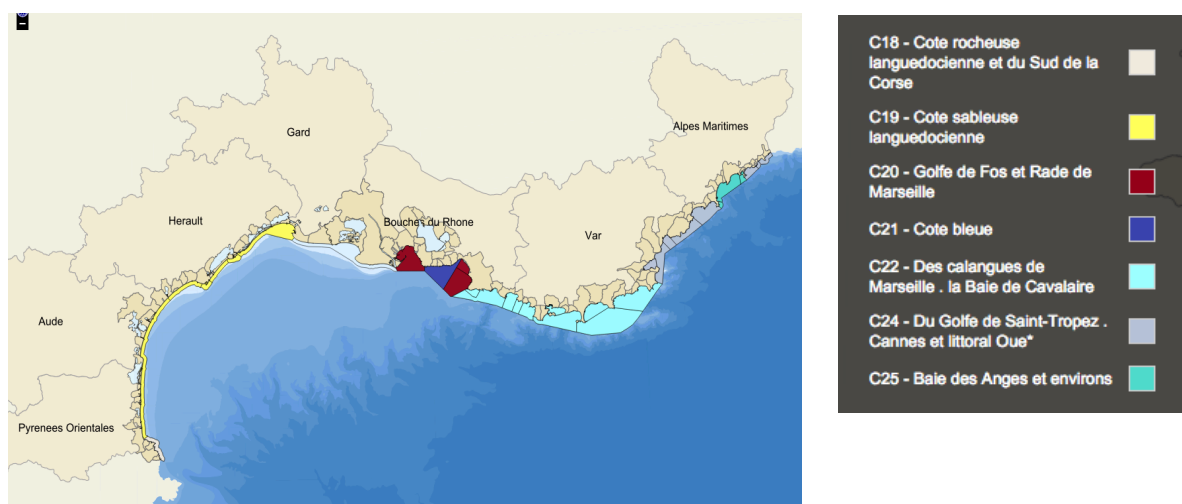 Gard
Alpes Maritimes
Herault
Bouches du Rhone
Var
Aude
Pyrenees Orientales
C18 - Cote rocheuse
languedocienne et du Sud de la
Corse
C19 - Cote sableuse
languedocienne
C20 - Golfe de Fos et Rade de
Marseille
C21 - Cote bleue
C22 - Des calangues de
Marseille . la Baie de Cavalaire
C24 - Du Golfe de Saint-Tropez .
Cannes et littoral Oue*
C25 - Baie des Anges et environs